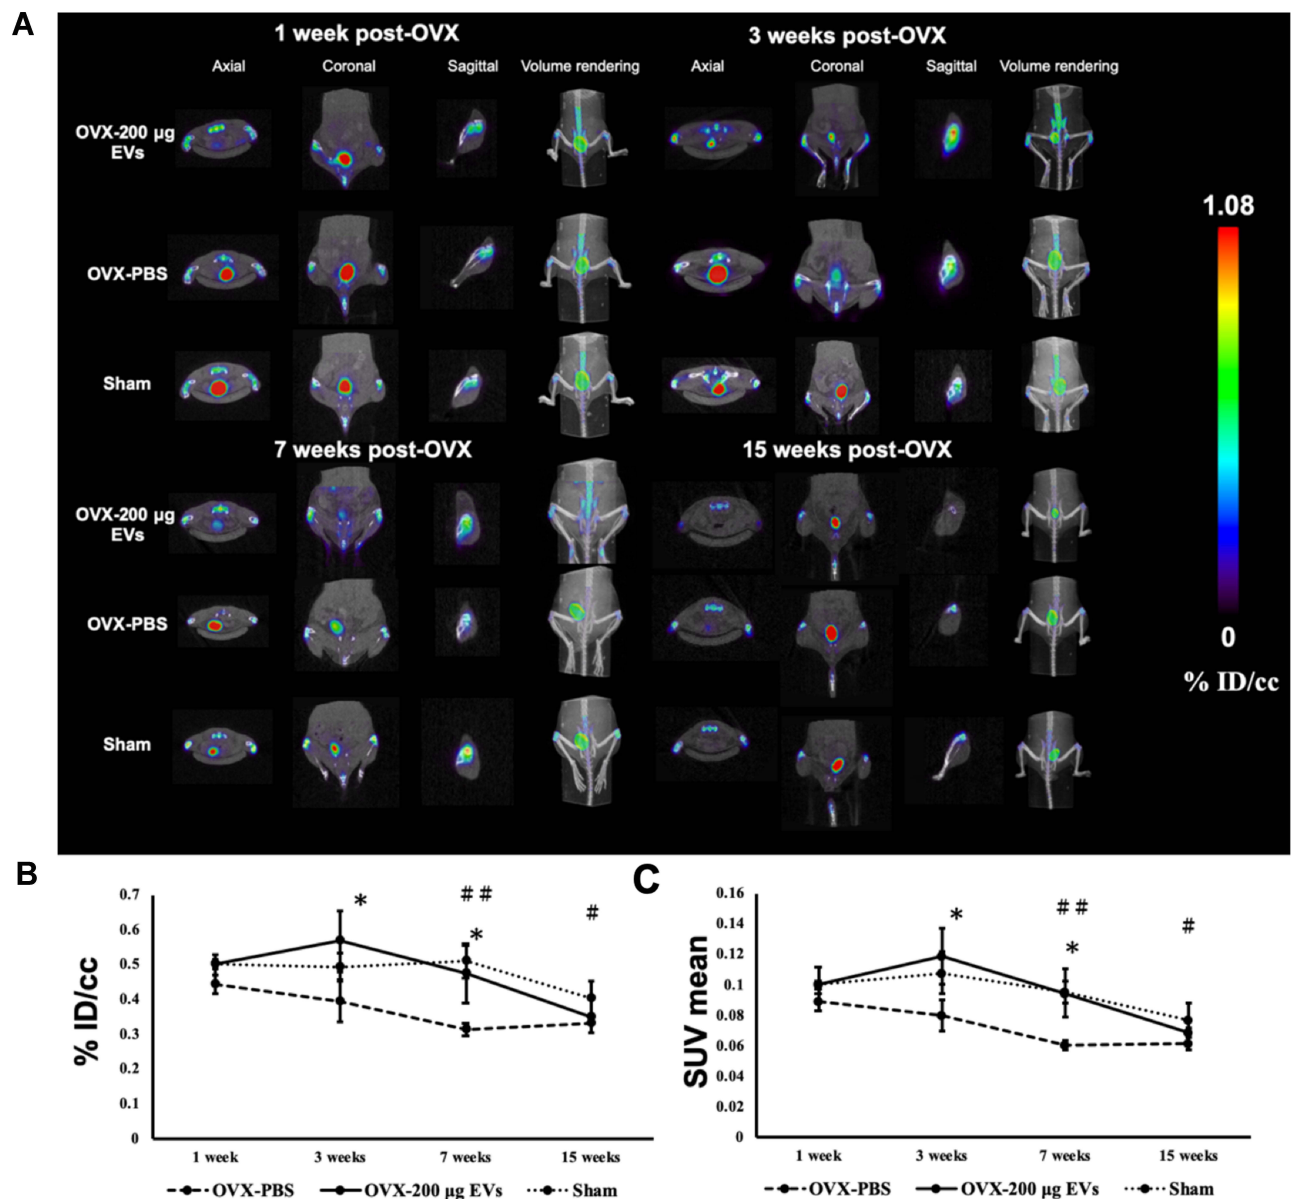 A
1 week post-OVX
3 weeks post-OVX
Axial Coronal Sagittal Volume rendering Axial Coronal Sagittal Volume rendering
OVX-200 µg
EVs
OVX-PBS
Sham
1.08
0
% ID/cc
7 weeks post-OVX
15 weeks post-OVX
OVX-200 µg
EVs
OVX-PBS
Sham
B
% ID/cc
0.7
0.6
0.5
0.4
0.3
0.2
0.1
0
*
# #
*
#
1 week 3 weeks 7 weeks 15 weeks
OVX-PBS OVX-200 µg EVs Sham
C
SUV mean
0.16
0.14
0.12
0.1
0.08
0.06
0.04
0.02
0
*
# #
*
#
1 week 3 weeks 7 weeks 15 weeks
OVX-PBS OVX-200 µg EVs Sham